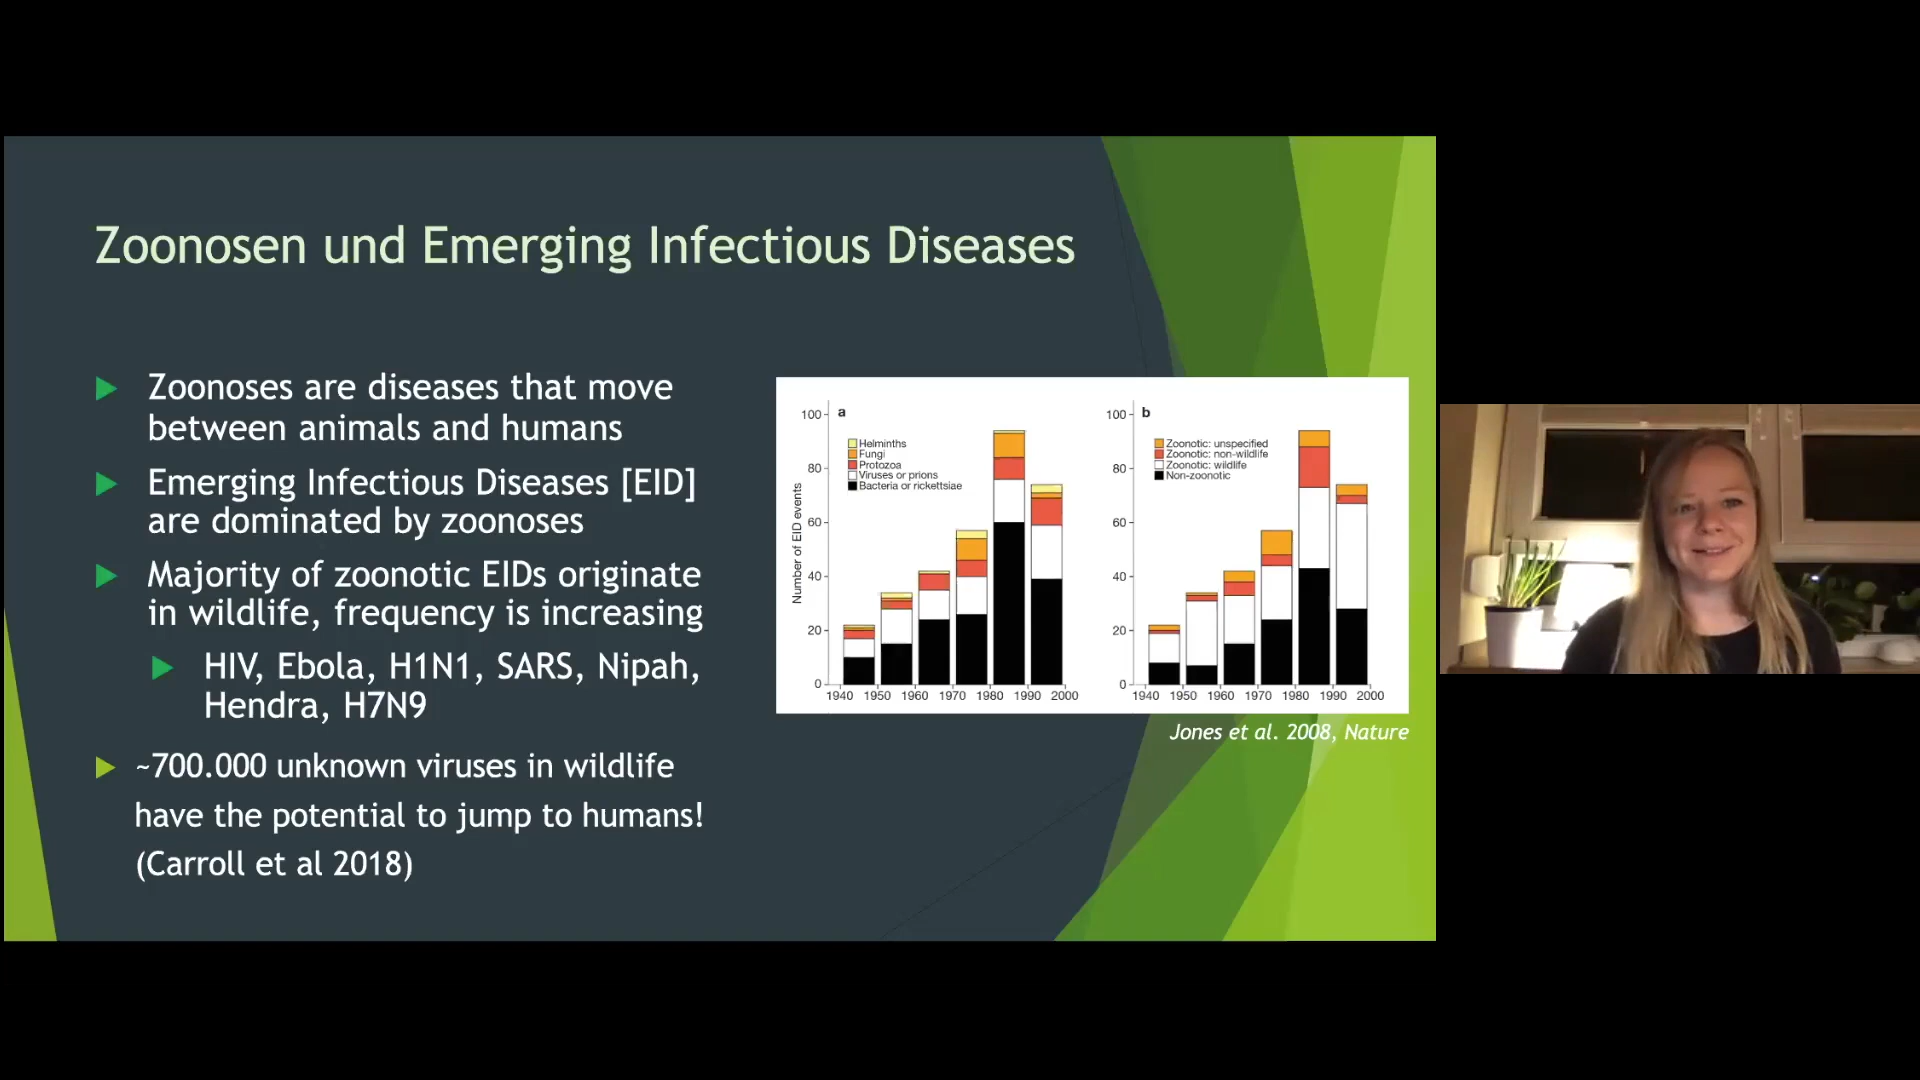 Zoonosen und Emerging Infectious Diseases
Zoonoses are diseases that move
between animals and humans
Emerging Infectious Diseases [EID]
are dominated by zoonoses
Majority of zoonotic EIDs originate
in wildlife, frequency is increasing
HIV, Ebola, H1N1, SARS, Nipah,
Hendra, H7N9
~700.000 unknown viruses in wildlife
have the potential to jump to humans!
(Carroll et al 2018)
a
Number of EID events
100
80
60
40
20
0
Helminths
Fungi
Protozoa
Viruses or prions
Bacteria or rickettsiae
1940 1950 1960 1970 1980 1990 2000
b
100
80
60
40
20
0
Zoonotic: unspecified
Zoonotic: non-wildlife
Zoonotic: wildlife
Non-zoonotic
1940 1950 1960 1970 1980 1990 2000
Jones et al. 2008, Nature